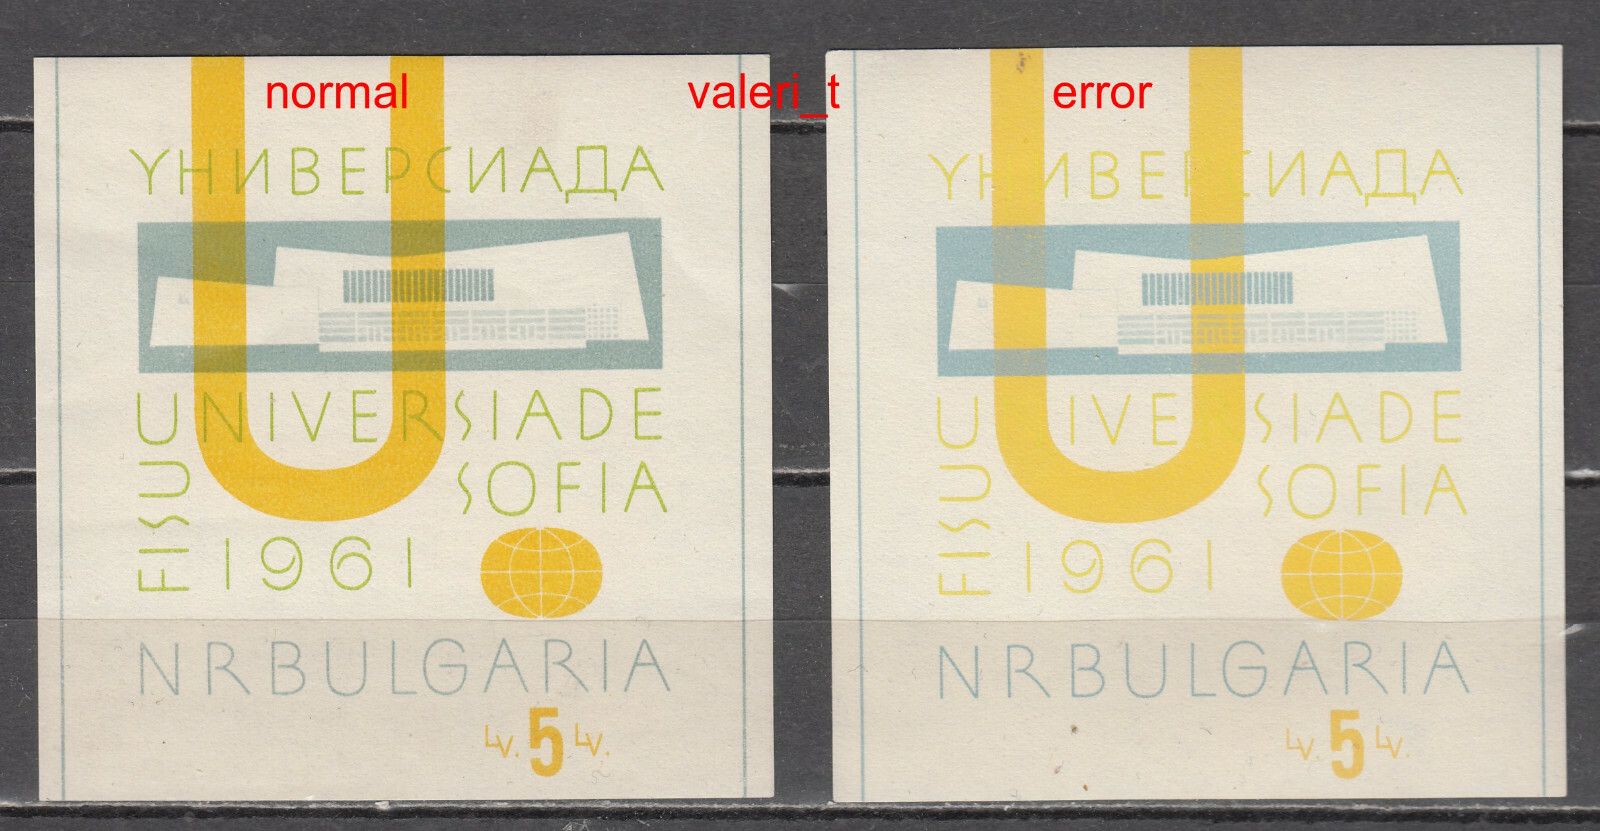 normal
valeri_t
error
УНИВЕРСИАДА
UNIVERSIADE
FISU
SOFIA
1961
NRBULGARIA
Lv. 5 Lv.
УНИВЕРСИАДА
UNIVERSIADE
FISU
SOFIA
1961
NRBULGARIA
Lv. 5 Lv.